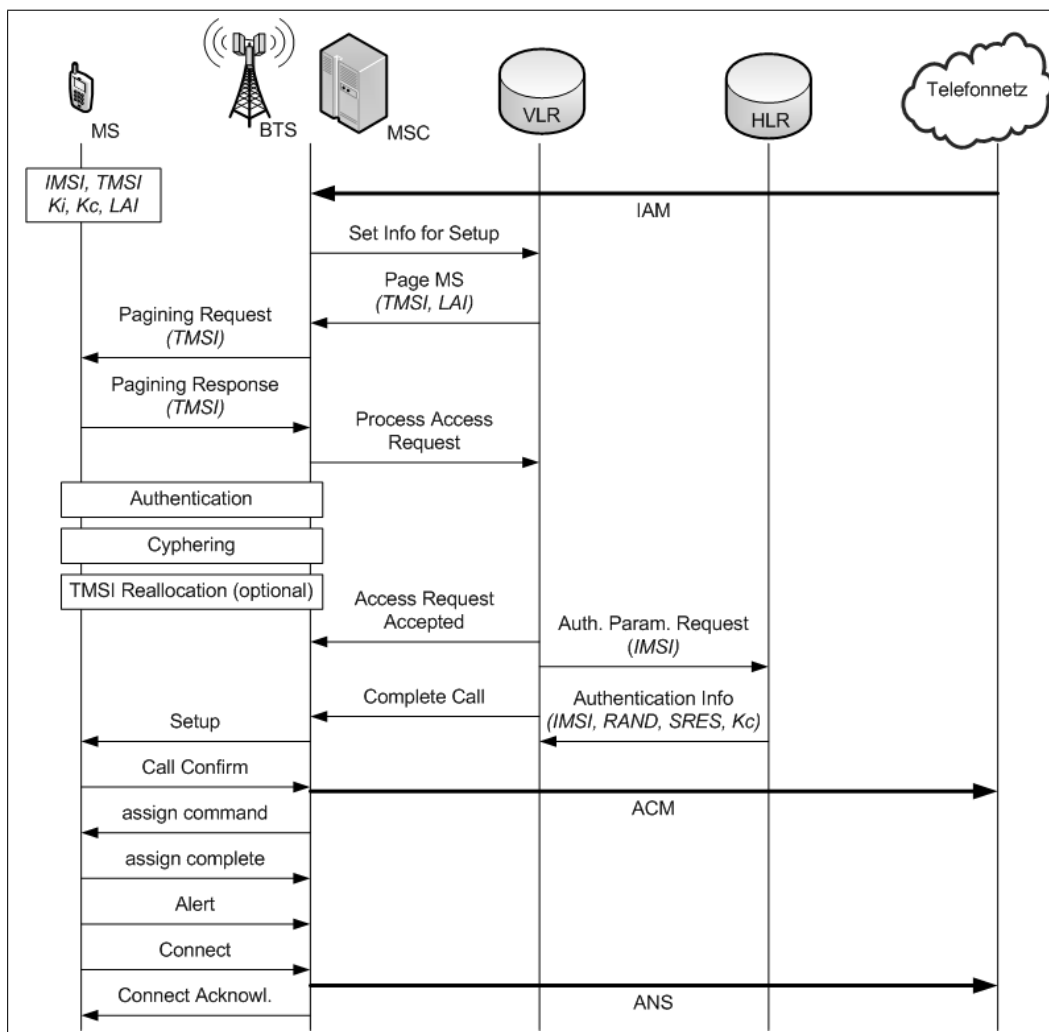 MS
BTS
MSC
VLR
HLR
Telefonnetz
IMSI, TMSI
Ki, Kc, LAI
IAM
Set Info for Setup
Page MS
(TMSI, LAI)
Pagining Request
(TMSI)
Pagining Response
(TMSI)
Process Access
Request
Authentication
Cyphering
TMSI Reallocation (optional)
Access Request
Accepted
Auth. Param. Request
(IMSI)
Complete Call
Authentication Info
(IMSI, RAND, SRES, Kc)
Setup
Call Confirm
ACM
assign command
assign complete
Alert
Connect
ANS
Connect Acknowl.